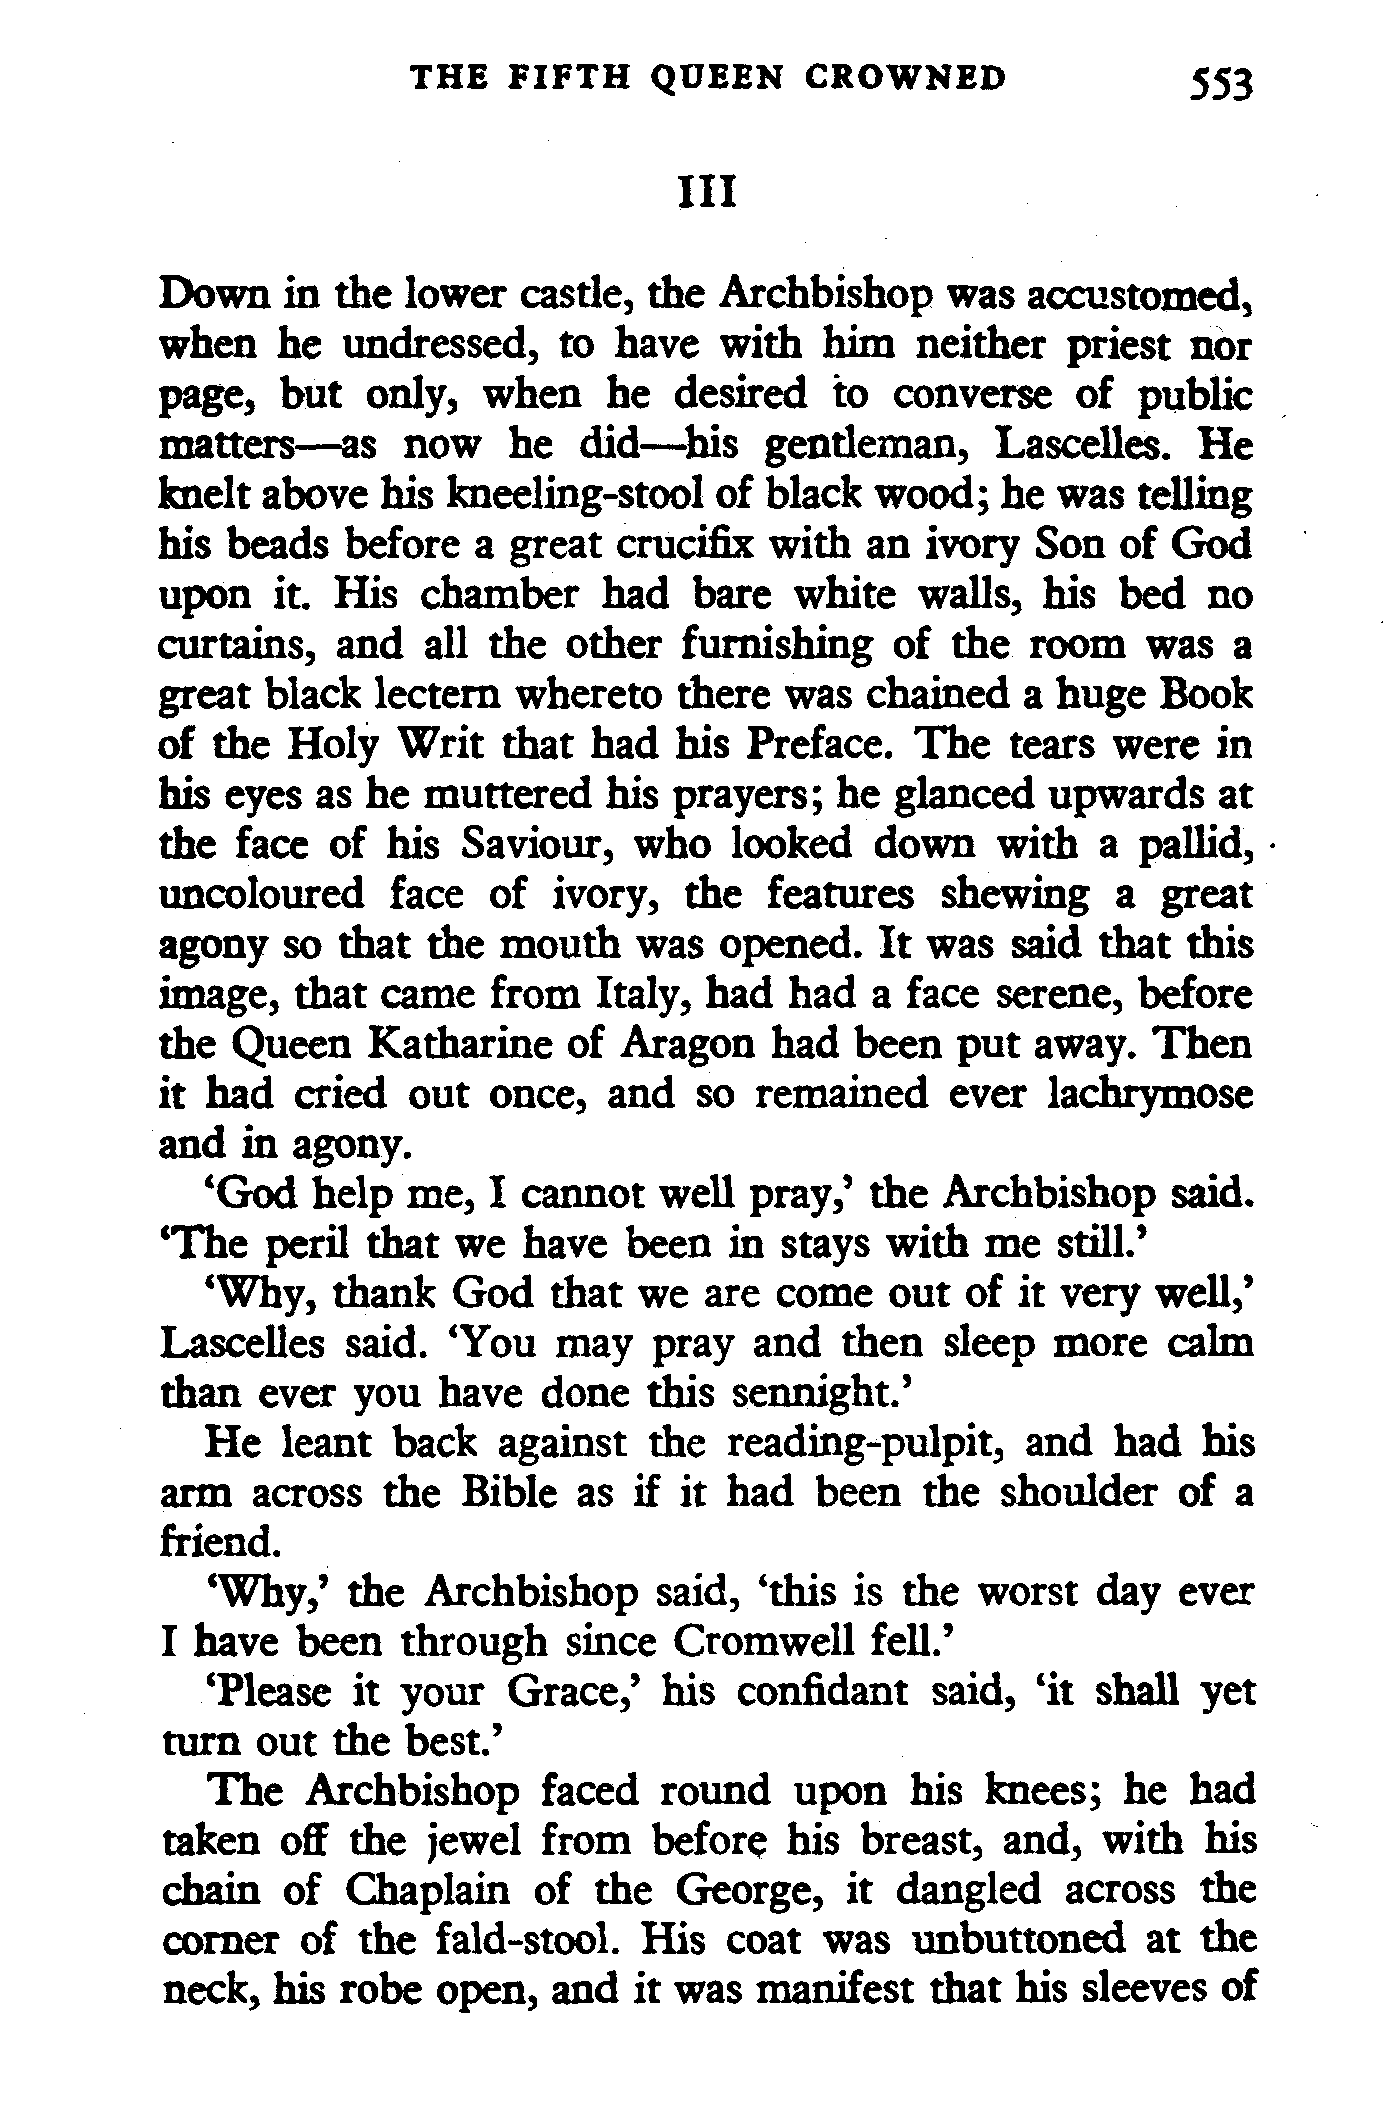 THE FIFTH QUEEN CROWNED 553
III
Down in the lower castle, the Archbishop was accustomed,
when he undressed, to have with him neither priest nor
page, but only, when he desired to converse of public
matters—as now he did—his gentleman, Lascelles. He
knelt above his kneeling-stool of black wood; he was telling
his beads before a great crucifix with an ivory Son of God
upon it. His chamber had bare white walls, his bed no
curtains, and all the other furnishing of the room was a
great black lectern whereto there was chained a huge Book
of the Holy Writ that had his Preface. The tears were in
his eyes as he muttered his prayers; he glanced upwards at
the face of his Saviour, who looked down with a pallid,
uncoloured face of ivory, the features shewing a great
agony so that the mouth was opened. It was said that this
image, that came from Italy, had had a face serene, before
the Queen Katharine of Aragon had been put away. Then
it had cried out once, and so remained ever lachrymose
and in agony.
‘God help me, I cannot well pray,’ the Archbishop said.
‘The peril that we have been in stays with me still.’
‘Why, thank God that we are come out of it very well,’
Lascelles said. ‘You may pray and then sleep more calm
than ever you have done this sennight.’
He leant back against the reading-pulpit, and had his
arm across the Bible as if it had been the shoulder of a
friend.
‘Why,’ the Archbishop said, ‘this is the worst day ever
I have been through since Cromwell fell.’
‘Please it your Grace,’ his confidant said, ‘it shall yet
turn out the best.’
The Archbishop faced round upon his knees; he had
taken off the jewel from before his breast, and, with his
chain of Chaplain of the George, it dangled across the
corner of the fald-stool. His coat was unbuttoned at the
neck, his robe open, and it was manifest that his sleeves of